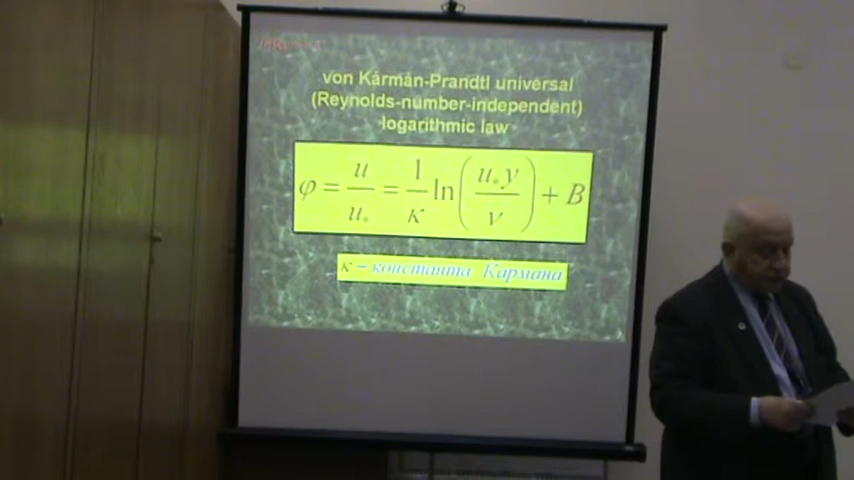 von Kármán-Prandtl universal
(Reynolds-number-independent)
logarithmic law
φ = u/u* = 1/κ ln(u*y/ν) + B
κ – константа Кармана